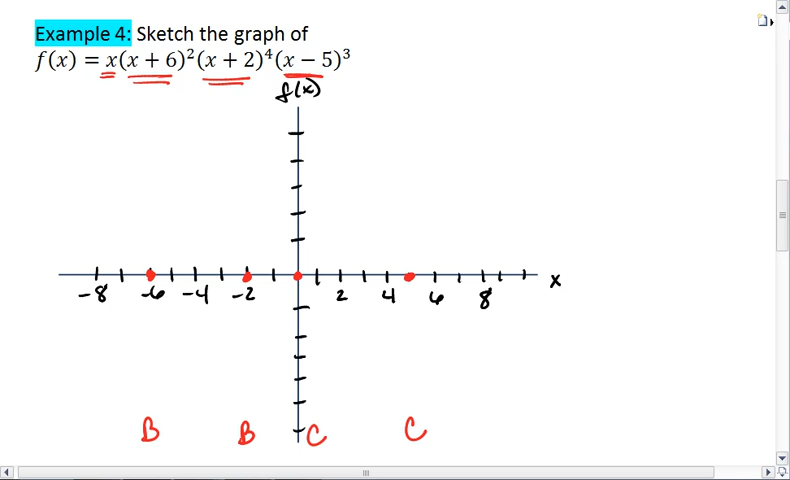 Example 4: Sketch the graph of
f(x) = x(x + 6)²(x + 2)⁴(x − 5)³
f(x)
-8 -6 -4 -2 2 4 6 8 x
B B C C